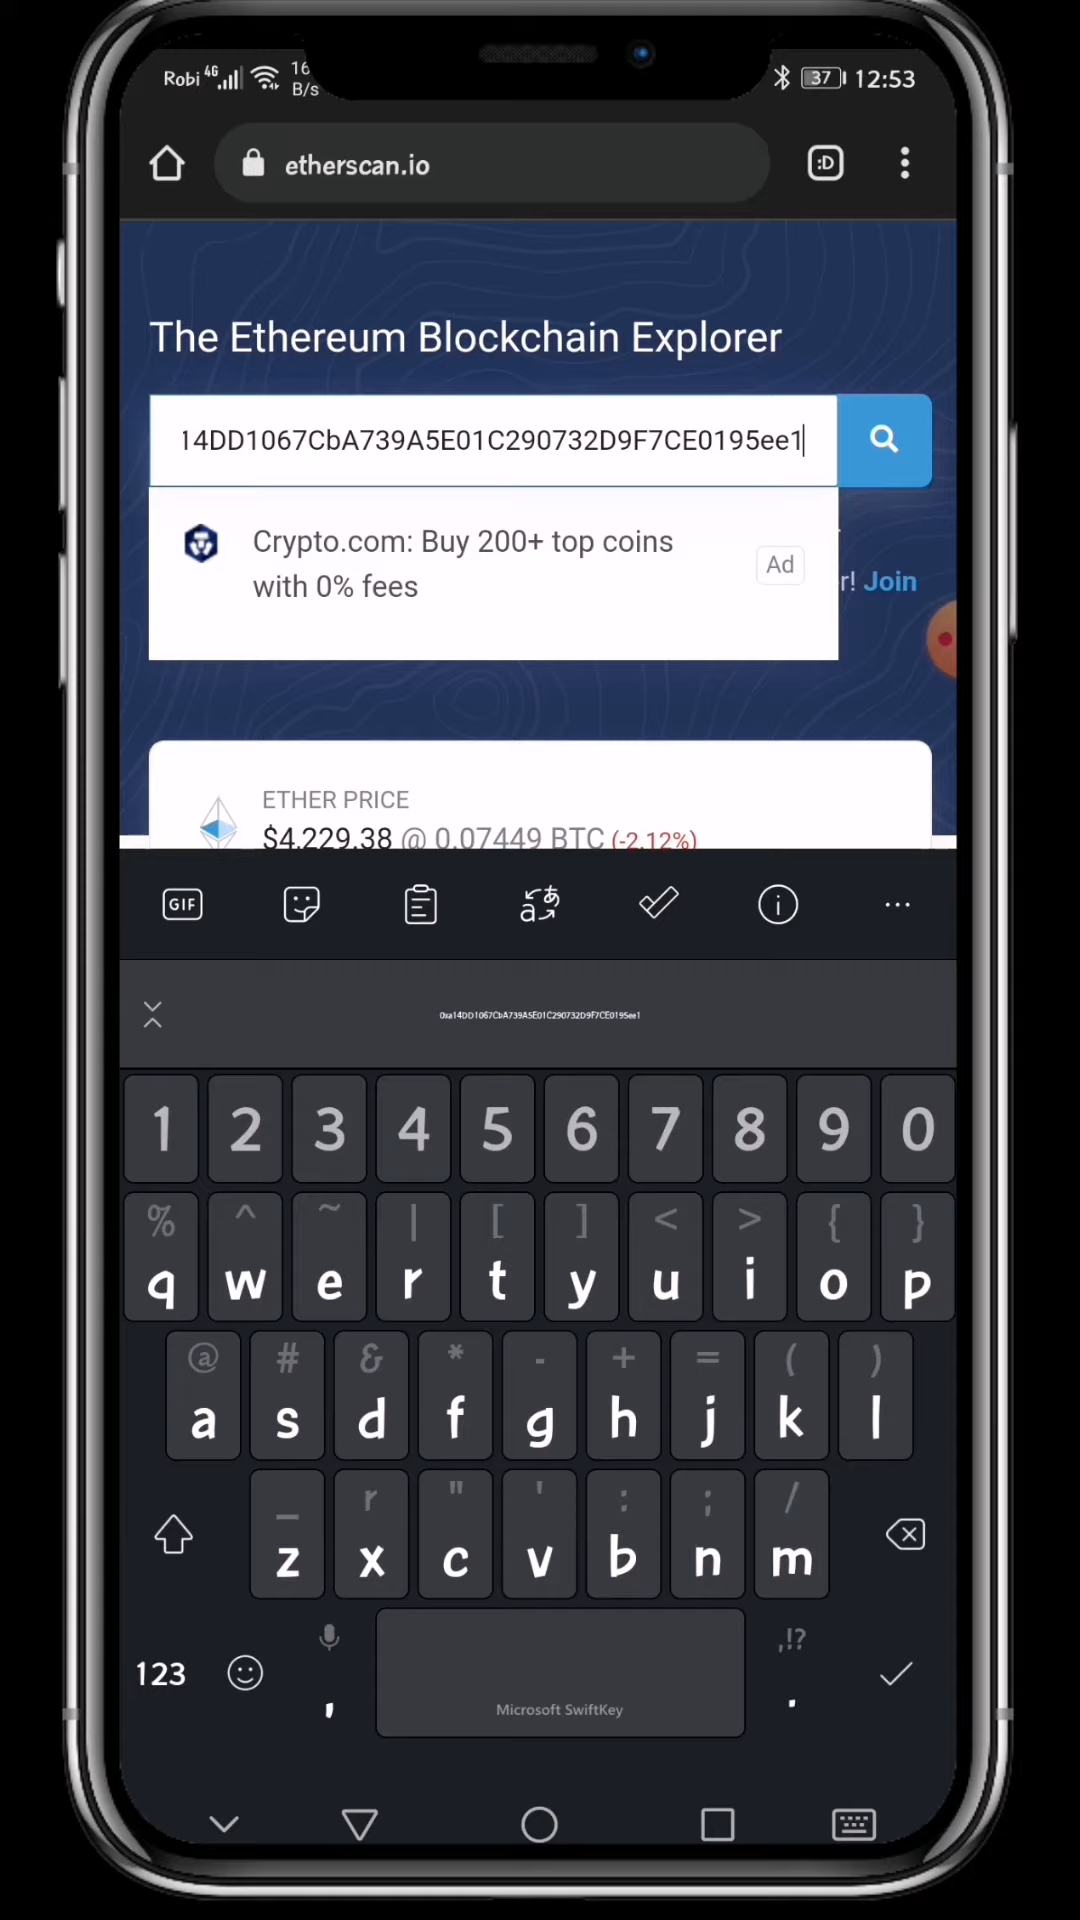 Robi 4G 16 B/s 37 12:53
etherscan.io :D
The Ethereum Blockchain Explorer
14DD1067CbA739A5E01C290732D9F7CE0195ee1
Crypto.com: Buy 200+ top coins
with 0% fees
Ad
r! Join
ETHER PRICE
$4,229.38 @ 0.07449 BTC (-2.12%)
GIF
0xa14DD1067CbA739A5E01C290732D9F7CE0195ee1
1 2 3 4 5 6 7 8 9 0
% ^ ~ | [ ] < > { }
q w e r t y u i o p
@ # & * - + = ( )
a s d f g h j k l
_ r " ' : ; /
z x c v b n m
,!?
123 , .
Microsoft SwiftKey